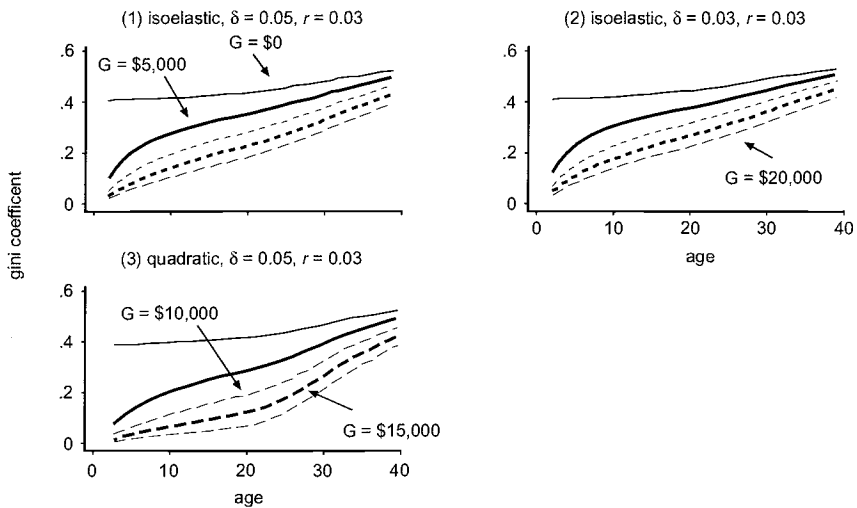 (1) isoelastic, δ = 0.05, r = 0.03
G = $0
G = $5,000
.6
.4
.2
0
(2) isoelastic, δ = 0.03, r = 0.03
.6
.4
.2
0
G = $20,000
0 10 20 30 40
age
gini coefficent
(3) quadratic, δ = 0.05, r = 0.03
.6
.4
.2
0
G = $10,000
G = $15,000
0 10 20 30 40
age